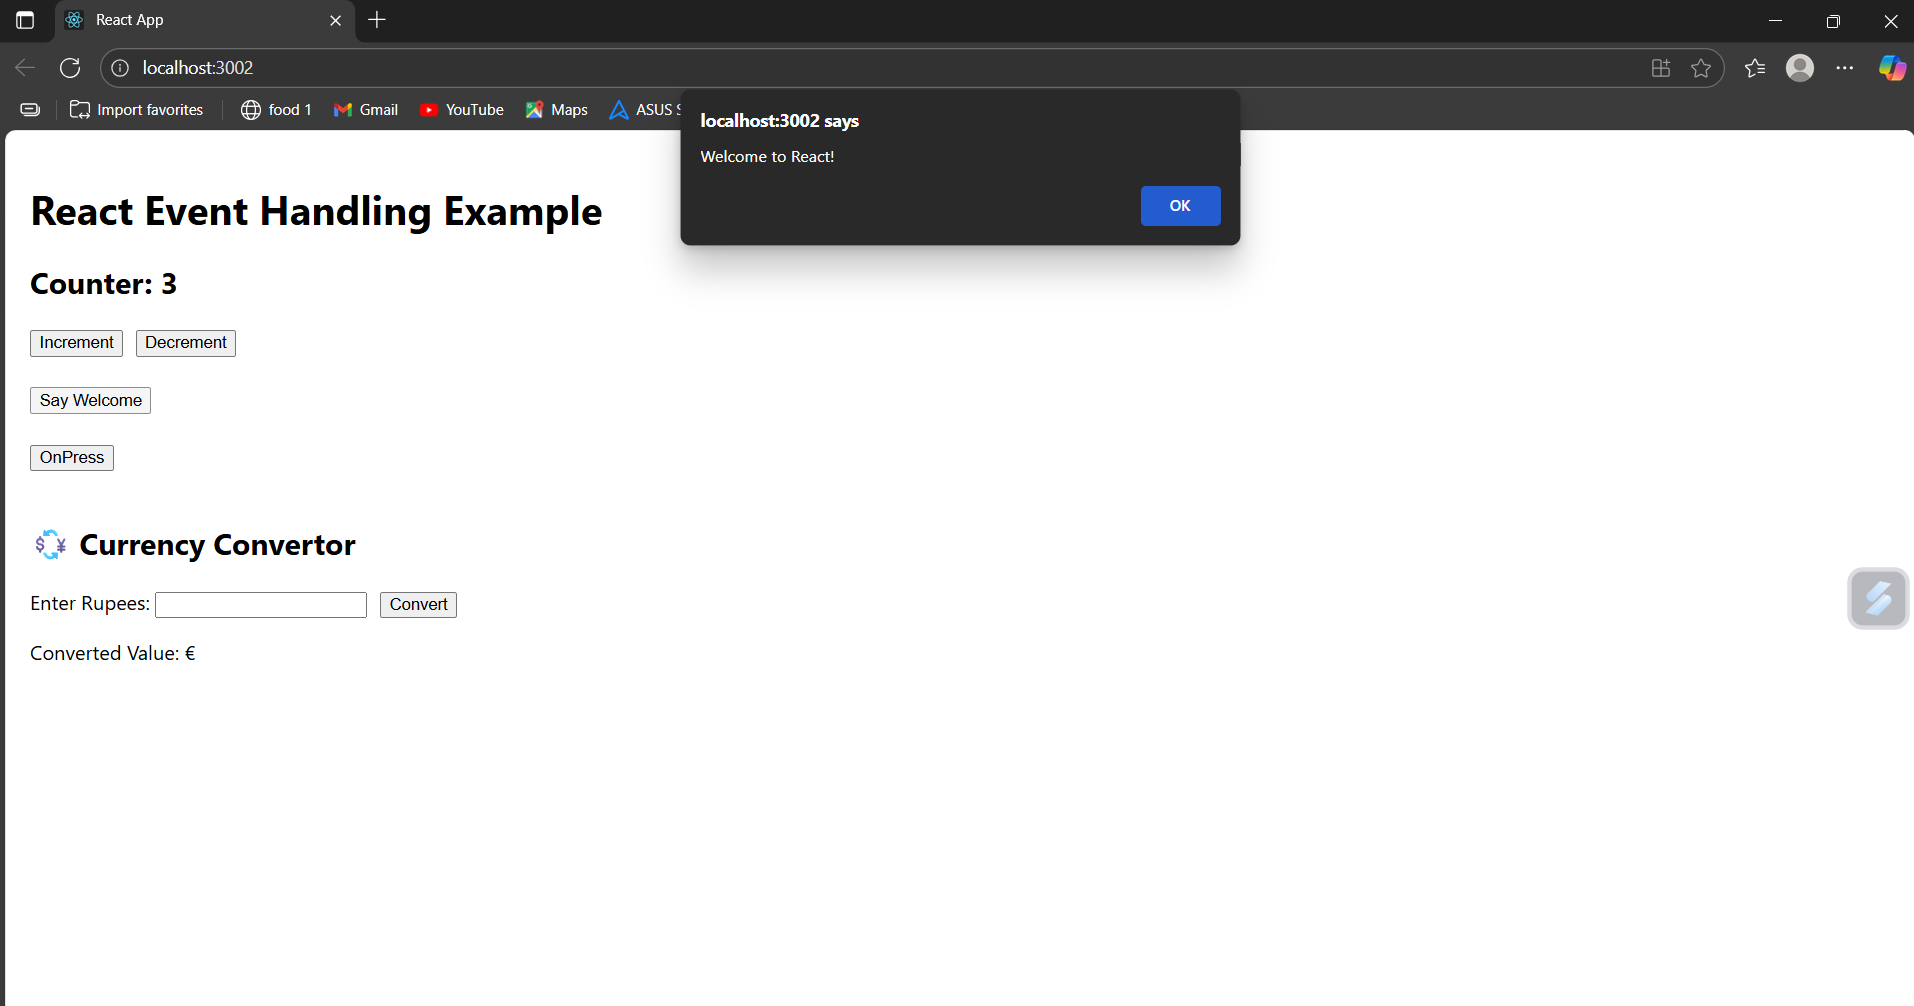 React App
localhost:3002
Import favorites food 1 Gmail YouTube Maps ASUS
localhost:3002 says
Welcome to React!
OK
React Event Handling Example
Counter: 3
Increment Decrement
Say Welcome
OnPress
$ ¥ Currency Convertor
Enter Rupees: Convert
Converted Value: €